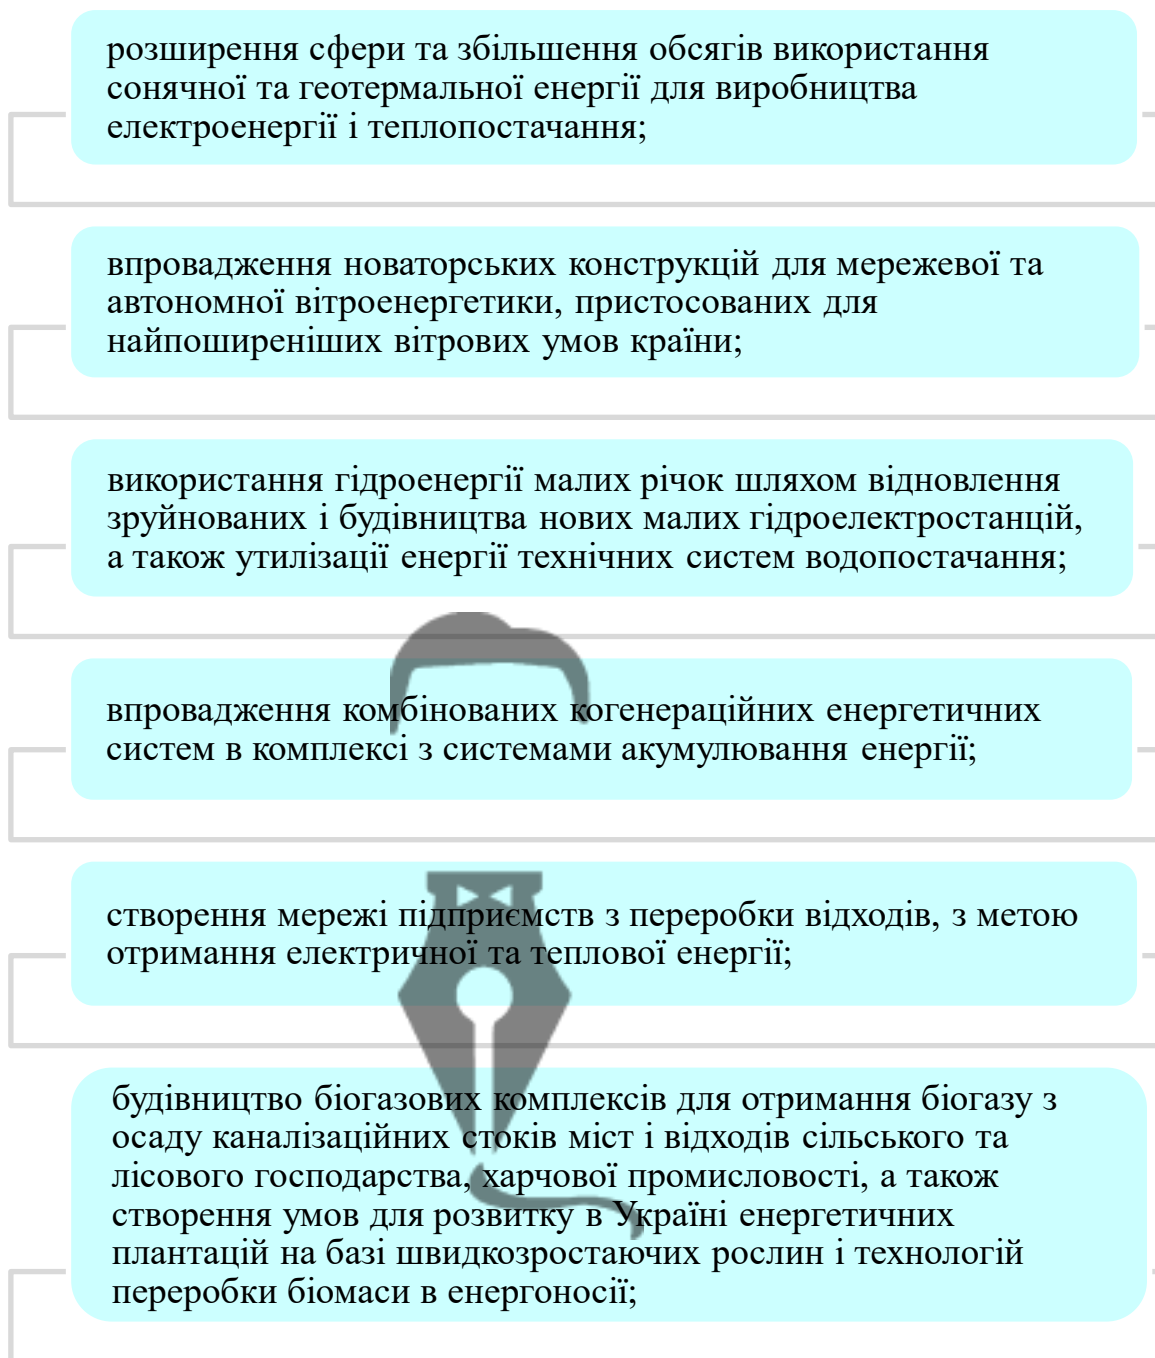 розширення сфери та збільшення обсягів використання
сонячної та геотермальної енергії для виробництва
електроенергії і теплопостачання;
впровадження новаторських конструкцій для мережевої та
автономної вітроенергетики, пристосованих для
найпоширеніших вітрових умов країни;
використання гідроенергії малих річок шляхом відновлення
зруйнованих і будівництва нових малих гідроелектростанцій,
а також утилізації енергії технічних систем водопостачання;
впровадження комбінованих когенераційних енергетичних
систем в комплексі з системами акумулювання енергії;
створення мережі підприємств з переробки відходів, з метою
отримання електричної та теплової енергії;
будівництво біогазових комплексів для отримання біогазу з
осаду каналізаційних стоків міст і відходів сільського та
лісового господарства, харчової промисловості, а також
створення умов для розвитку в Україні енергетичних
плантацій на базі швидкозростаючих рослин і технологій
переробки біомаси в енергоносії;